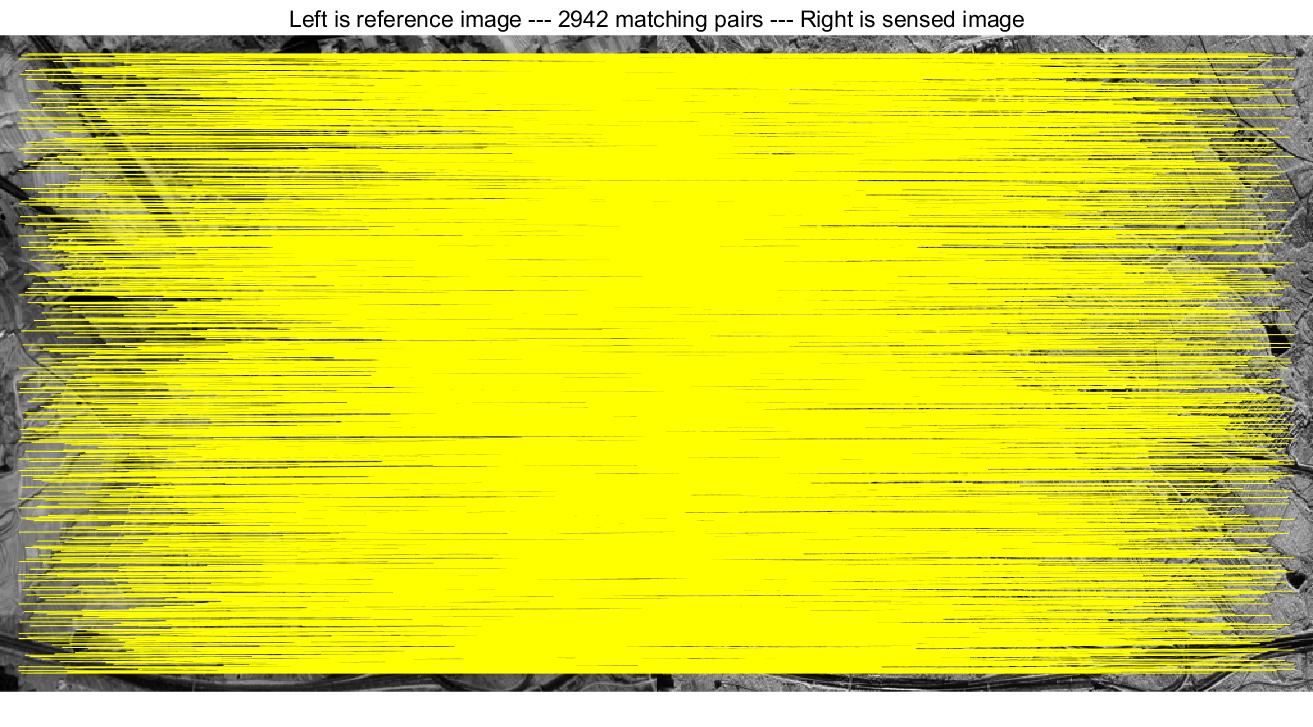 Left is reference image --- 2942 matching pairs --- Right is sensed image